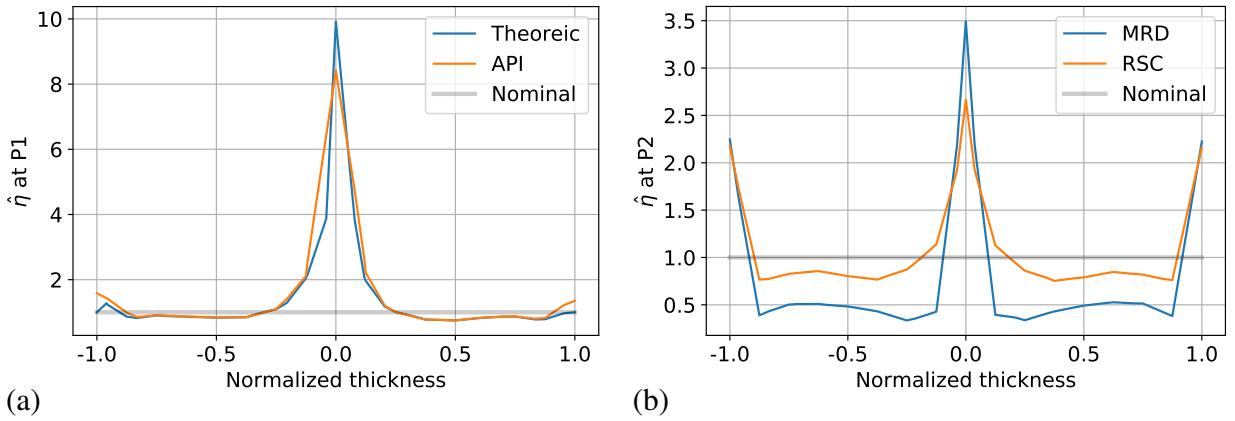 10
8
6
4
2
η̂ at P1
-1.0
-0.5
0.0
0.5
1.0
Normalized thickness
Theoreic
API
Nominal
(a)
3.5
3.0
2.5
2.0
1.5
1.0
0.5
η̂ at P2
-1.0
-0.5
0.0
0.5
1.0
Normalized thickness
MRD
RSC
Nominal
(b)